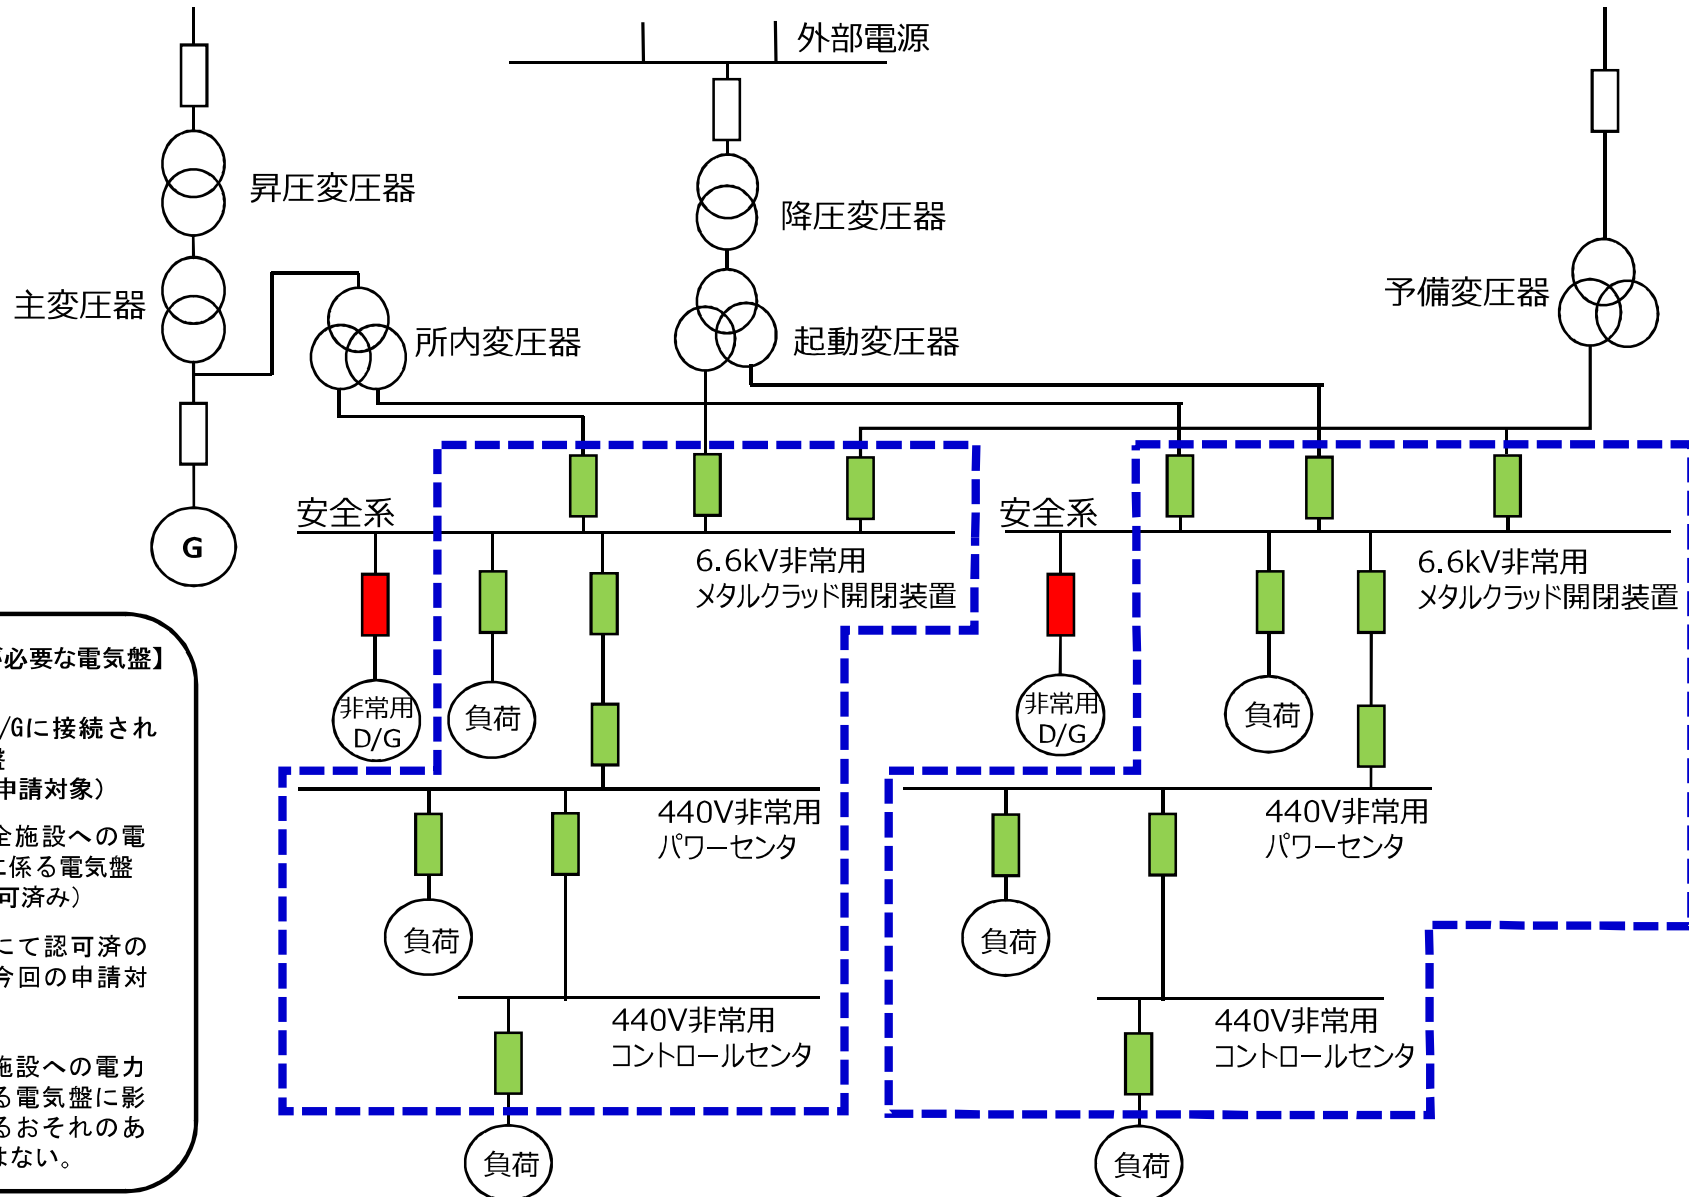 外部電源
昇圧変圧器
降圧変圧器
主変圧器
所内変圧器
起動変圧器
予備変圧器
G
安全系
6.6kV非常用
メタルクラッド開閉装置
非常用
D/G
負荷
440V非常用
パワーセンタ
負荷
440V非常用
コントロールセンタ
負荷
安全系
6.6kV非常用
メタルクラッド開閉装置
非常用
D/G
負荷
440V非常用
パワーセンタ
負荷
440V非常用
コントロールセンタ
負荷
必要な電気盤】
/Gに接続され
申請対象）
全施設への電
に係る電気盤
可済み）
にて認可済の
今回の申請対
施設への電力
る電気盤に影
るおそれのあ
はない。